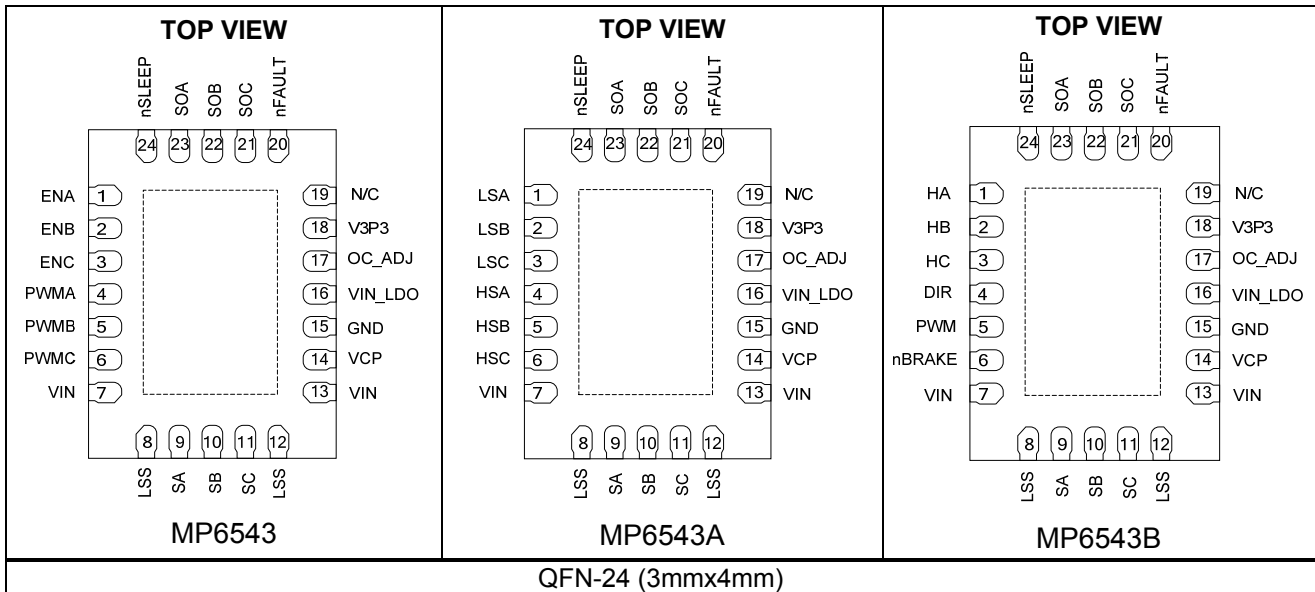 TOP VIEW
nSLEEP SOA SOB SOC nFAULT
24 23 22 21 20
ENA 1 19 N/C
ENB 2 18 V3P3
ENC 3 17 OC_ADJ
PWMA 4 16 VIN_LDO
PWMB 5 15 GND
PWMC 6 14 VCP
VIN 7 13 VIN
8 9 10 11 12
LSS SA SB SC LSS
MP6543
TOP VIEW
nSLEEP SOA SOB SOC nFAULT
24 23 22 21 20
LSA 1 19 N/C
LSB 2 18 V3P3
LSC 3 17 OC_ADJ
HSA 4 16 VIN_LDO
HSB 5 15 GND
HSC 6 14 VCP
VIN 7 13 VIN
8 9 10 11 12
LSS SA SB SC LSS
MP6543A
TOP VIEW
nSLEEP SOA SOB SOC nFAULT
24 23 22 21 20
HA 1 19 N/C
HB 2 18 V3P3
HC 3 17 OC_ADJ
DIR 4 16 VIN_LDO
PWM 5 15 GND
nBRAKE 6 14 VCP
VIN 7 13 VIN
8 9 10 11 12
LSS SA SB SC LSS
MP6543B
QFN-24 (3mmx4mm)